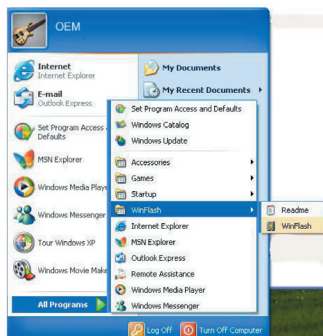 OEM
Internet
Internet Explorer
E-mail
Outlook Express
Set Program Access
Defaults
MSN Explorer
Windows Media Playe
Windows Messenger
Tour Windows XP
Windows Movie Make
All Programs
My Documents
My Recent Documents
Set Program Access and Defaults
Windows Catalog
Windows Update
Accessories
Games
Startup
WinFlash
Internet Explorer
MSN Explorer
Outlook Express
Remote Assistance
Windows Media Player
Windows Messenger
Readme
WinFlash
Log Off
Turn Off Computer